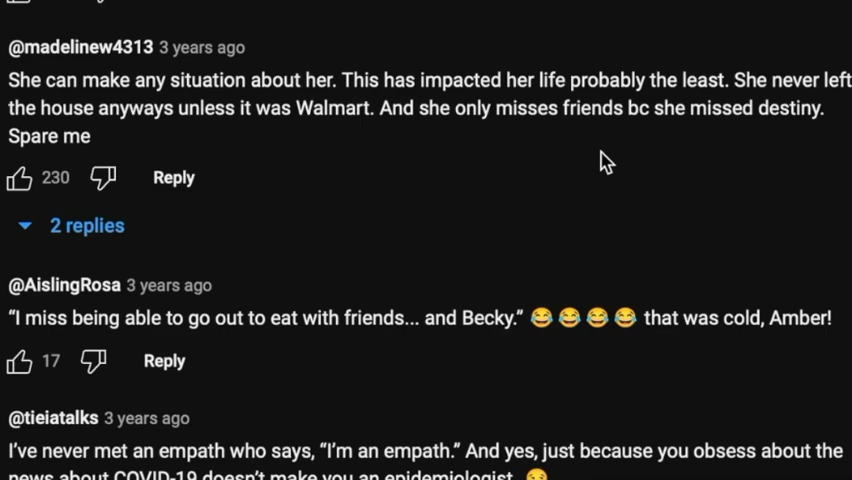 @madelinew4313 3 years ago
She can make any situation about her. This has impacted her life probably the least. She never left
the house anyways unless it was Walmart. And she only misses friends bc she missed destiny.
Spare me
230 Reply
2 replies
@AislingRosa 3 years ago
“I miss being able to go out to eat with friends... and Becky.” 😂😂😂😂 that was cold, Amber!
17 Reply
@tieiatalks 3 years ago
I’ve never met an empath who says, “I’m an empath.” And yes, just because you obsess about the
news about COVID-19 doesn’t make you an epidemiologist.